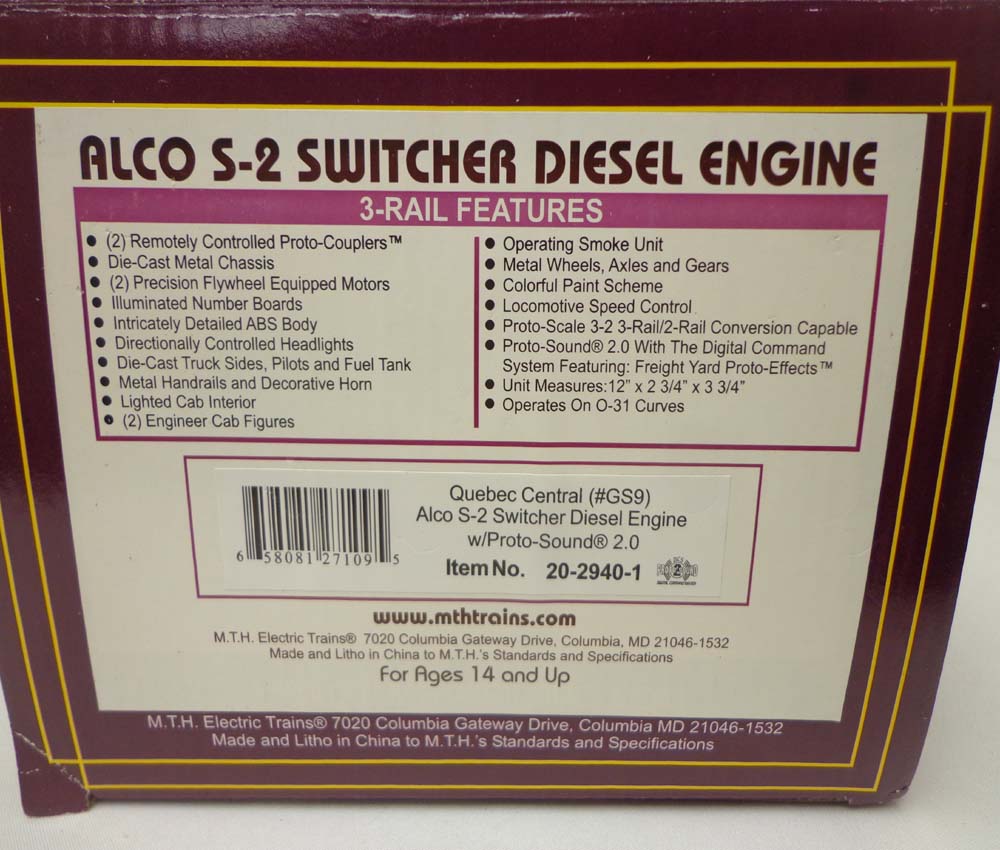 ALCO S-2 SWITCHER DIESEL ENGINE
3-RAIL FEATURES
• (2) Remotely Controlled Proto-Couplers™
• Die-Cast Metal Chassis
• (2) Precision Flywheel Equipped Motors
• Illuminated Number Boards
• Intricately Detailed ABS Body
• Directionally Controlled Headlights
• Die-Cast Truck Sides, Pilots and Fuel Tank
• Metal Handrails and Decorative Horn
• Lighted Cab Interior
• (2) Engineer Cab Figures
• Operating Smoke Unit
• Metal Wheels, Axles and Gears
• Colorful Paint Scheme
• Locomotive Speed Control
• Proto-Scale 3-2 3-Rail/2-Rail Conversion Capable
• Proto-Sound® 2.0 With The Digital Command
System Featuring: Freight Yard Proto-Effects™
• Unit Measures:12" x 2 3/4" x 3 3/4"
• Operates On O-31 Curves
6 58081 27109 5
Quebec Central (#GS9)
Alco S-2 Switcher Diesel Engine
w/Proto-Sound® 2.0
Item No. 20-2940-1
www.mthtrains.com
M.T.H. Electric Trains® 7020 Columbia Gateway Drive, Columbia, MD 21046-1532
Made and Litho in China to M.T.H.'s Standards and Specifications
For Ages 14 and Up
M.T.H. Electric Trains® 7020 Columbia Gateway Drive, Columbia MD 21046-1532
Made and Litho in China to M.T.H.'s Standards and Specifications